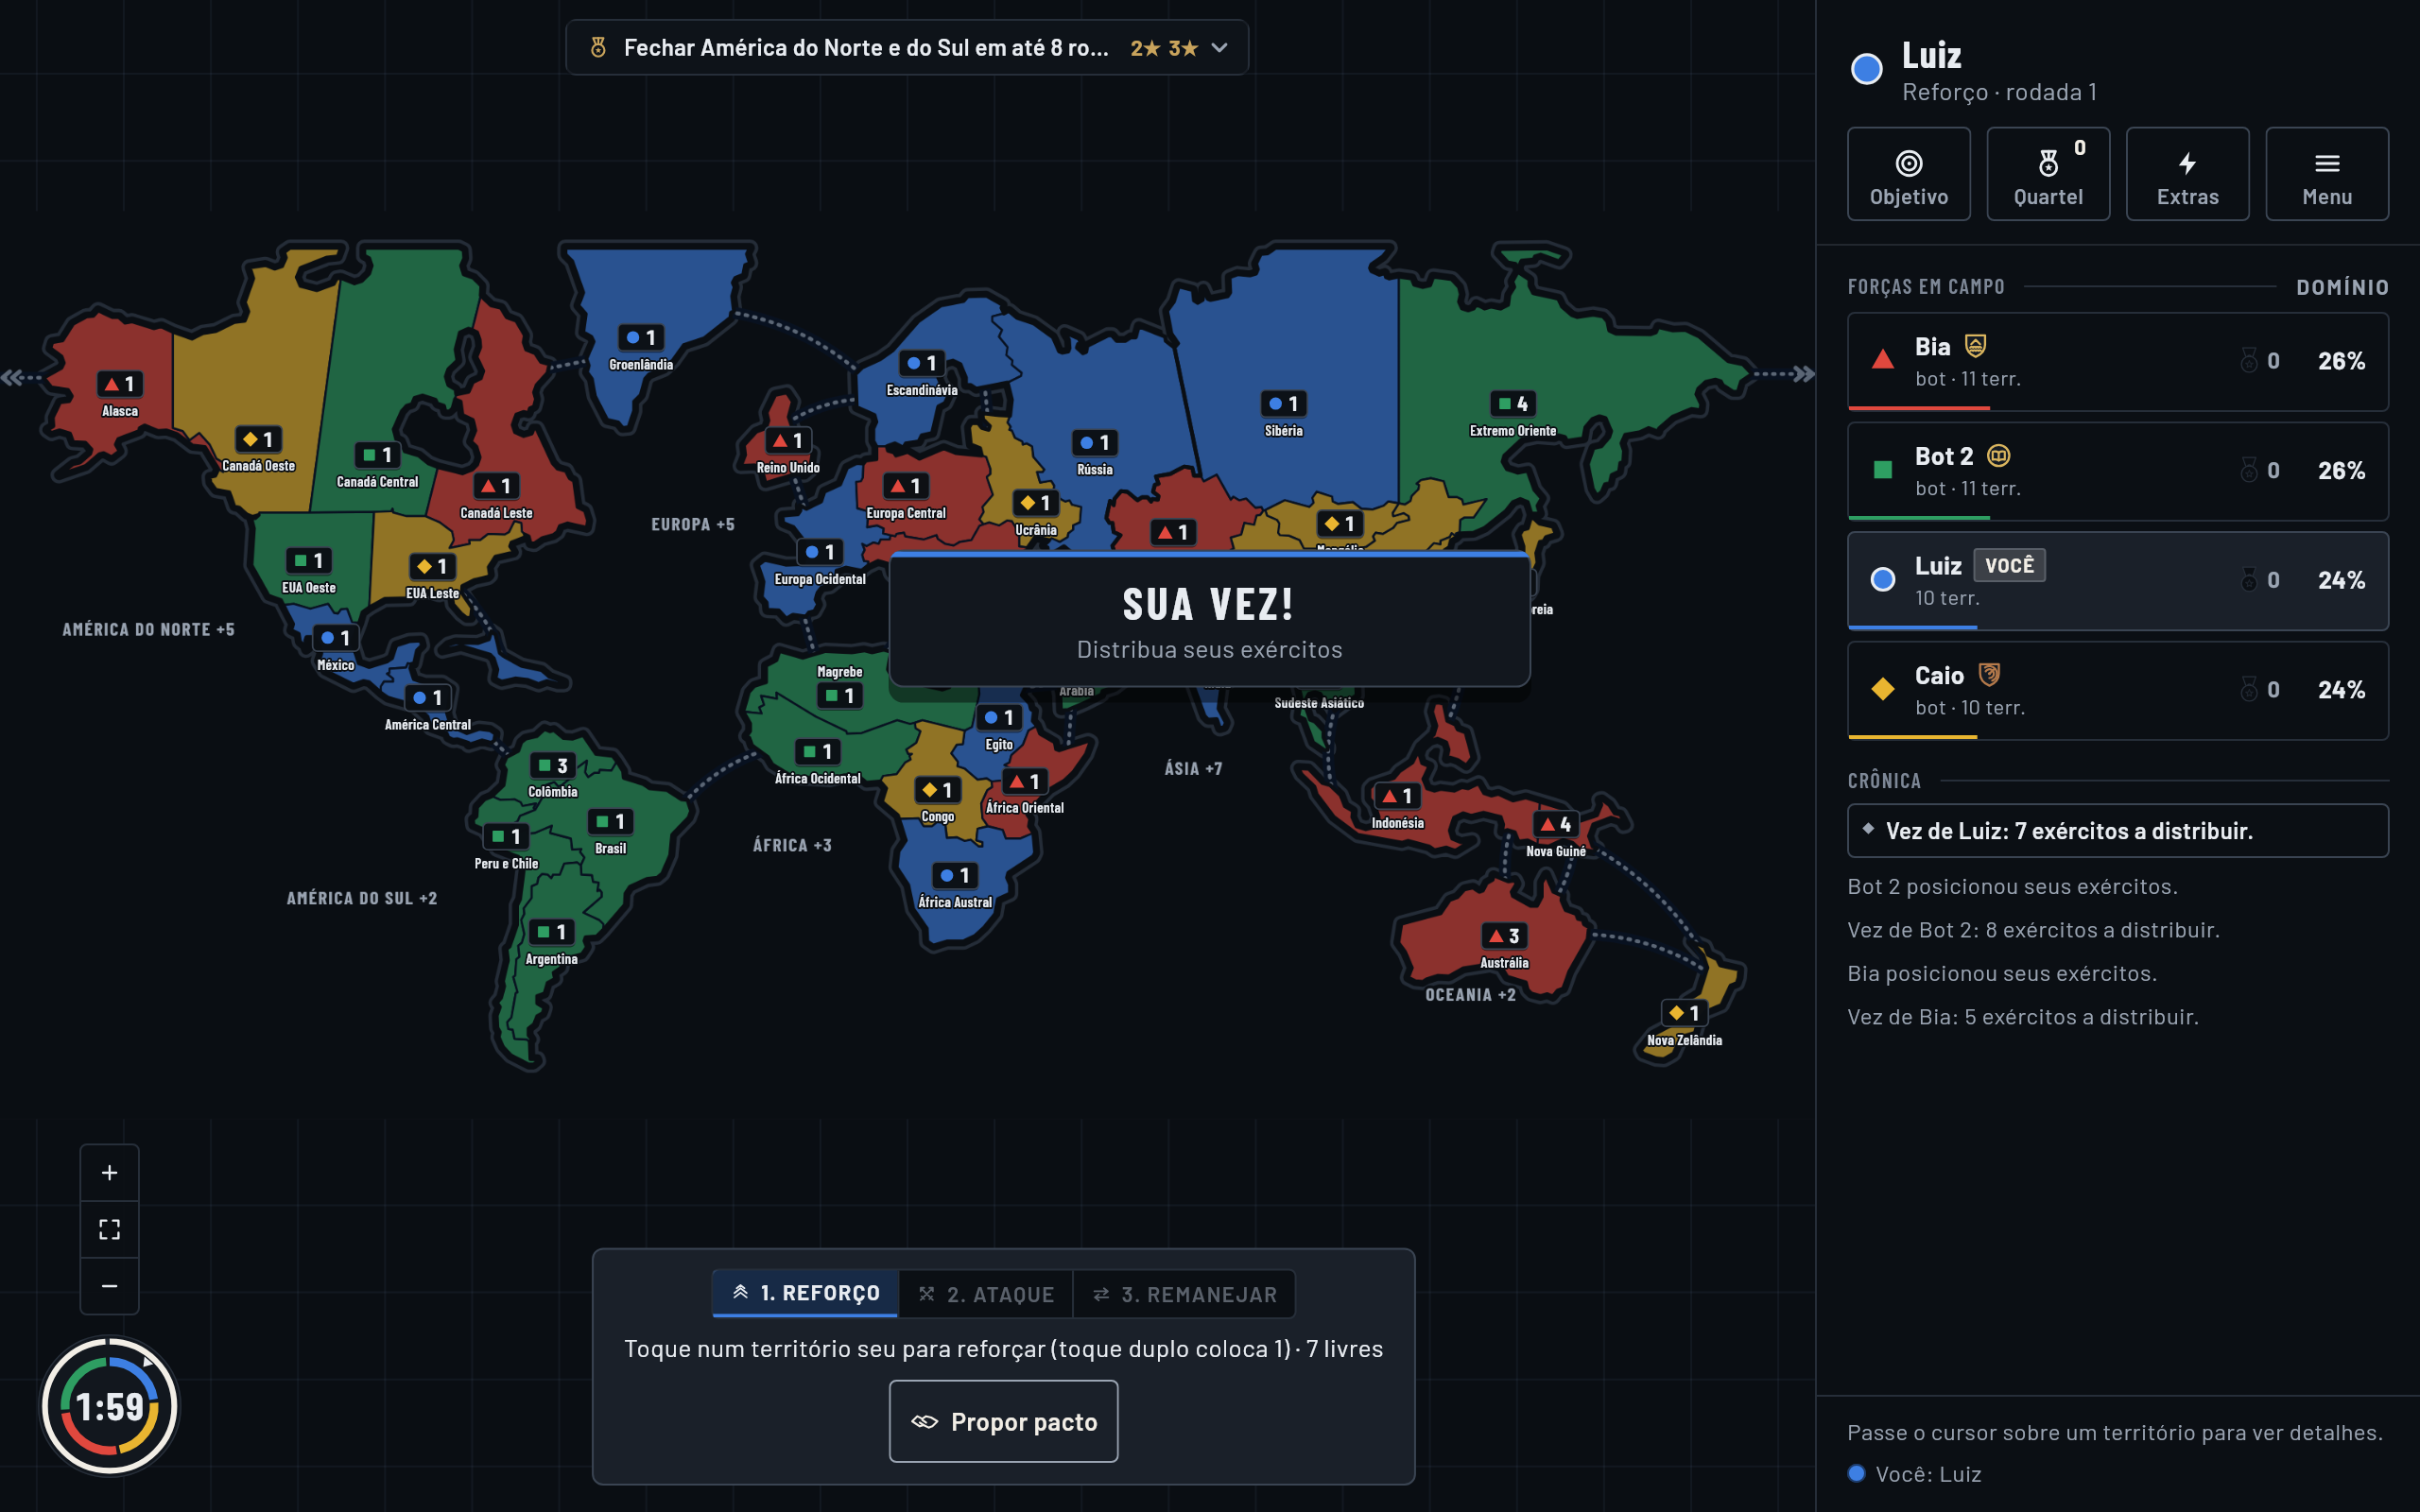 Fechar América do Norte e do Sul em até 8 ro... 2★ 3★
Luiz
Reforço · rodada 1
Objetivo
0
Quartel
Extras
Menu
FORÇAS EM CAMPO
DOMÍNIO
Bia
bot · 11 terr.
0
26%
Bot 2
bot · 11 terr.
0
26%
Luiz VOCÊ
10 terr.
0
24%
Caio
bot · 10 terr.
0
24%
CRÔNICA
Vez de Luiz: 7 exércitos a distribuir.
Bot 2 posicionou seus exércitos.
Vez de Bot 2: 8 exércitos a distribuir.
Bia posicionou seus exércitos.
Vez de Bia: 5 exércitos a distribuir.
Passe o cursor sobre um território para ver detalhes.
Você: Luiz
1
Alasca
1
Canadá Oeste
1
Canadá Central
1
Canadá Leste
1
Groenlândia
1
EUA Oeste
1
EUA Leste
1
México
1
América Central
AMÉRICA DO NORTE +5
3
Colômbia
1
Peru e Chile
1
Brasil
1
Argentina
AMÉRICA DO SUL +2
1
Escandinávia
1
Reino Unido
1
Europa Central
1
Ucrânia
1
Rússia
1
Europa Ocidental
EUROPA +5
1
Sibéria
4
Extremo Oriente
1
1
SUA VEZ!
Distribua seus exércitos
Sudeste Asiático
Arábia
ÁSIA +7
Magrebe
1
1
África Ocidental
1
Egito
1
Congo
1
África Oriental
1
África Austral
ÁFRICA +3
1
Indonésia
4
Nova Guiné
3
Austrália
OCEANIA +2
1
Nova Zelândia
+
−
1:59
1. REFORÇO
2. ATAQUE
3. REMANEJAR
Toque num território seu para reforçar (toque duplo coloca 1) · 7 livres
Propor pacto